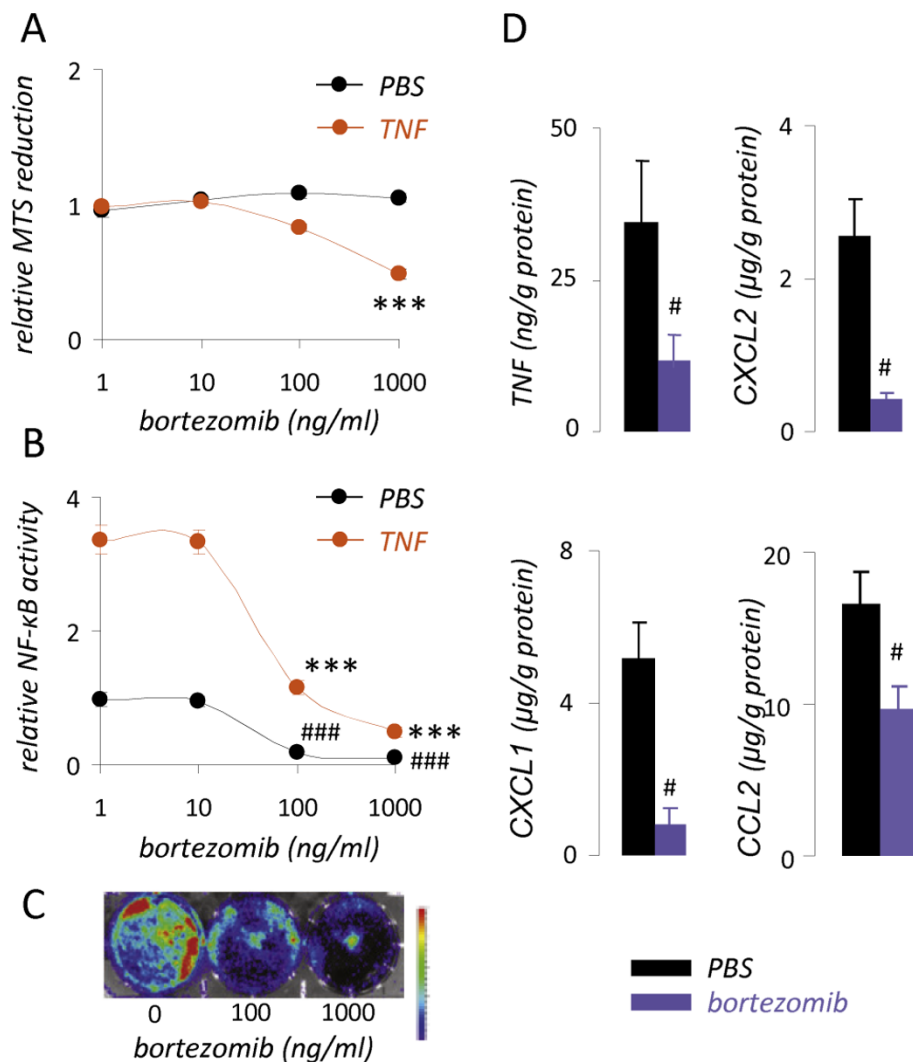 A
relative MTS reduction
2
1
0
PBS
TNF
***
1 10 100 1000
bortezomib (ng/ml)
B
relative NF-κB activity
4
2
0
PBS
TNF
***
###
***
###
1 10 100 1000
bortezomib (ng/ml)
C
0 100 1000
bortezomib (ng/ml)
D
TNF (ng/g protein)
50
25
0
#
CXCL2 (µg/g protein)
4
2
0
#
CXCL1 (µg/g protein)
8
4
0
#
CCL2 (µg/g protein)
20
10
0
#
PBS
bortezomib